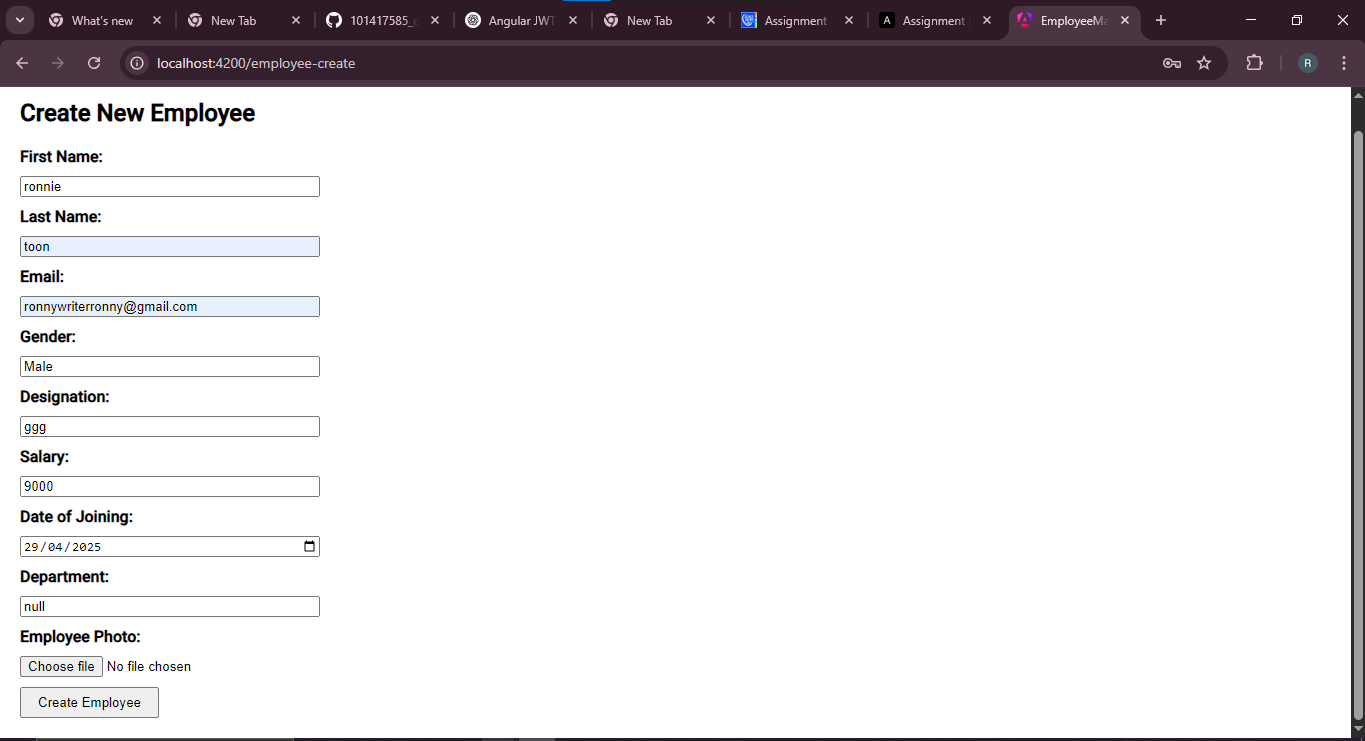 What's new
New Tab
101417585_c
Angular JWT
New Tab
Assignment
A
Assignment
EmployeeMa
localhost:4200/employee-create
R
Create New Employee
First Name:
ronnie
Last Name:
toon
Email:
ronnywriterronny@gmail.com
Gender:
Male
Designation:
ggg
Salary:
9000
Date of Joining:
29/04/2025
Department:
null
Employee Photo:
Choose file No file chosen
Create Employee